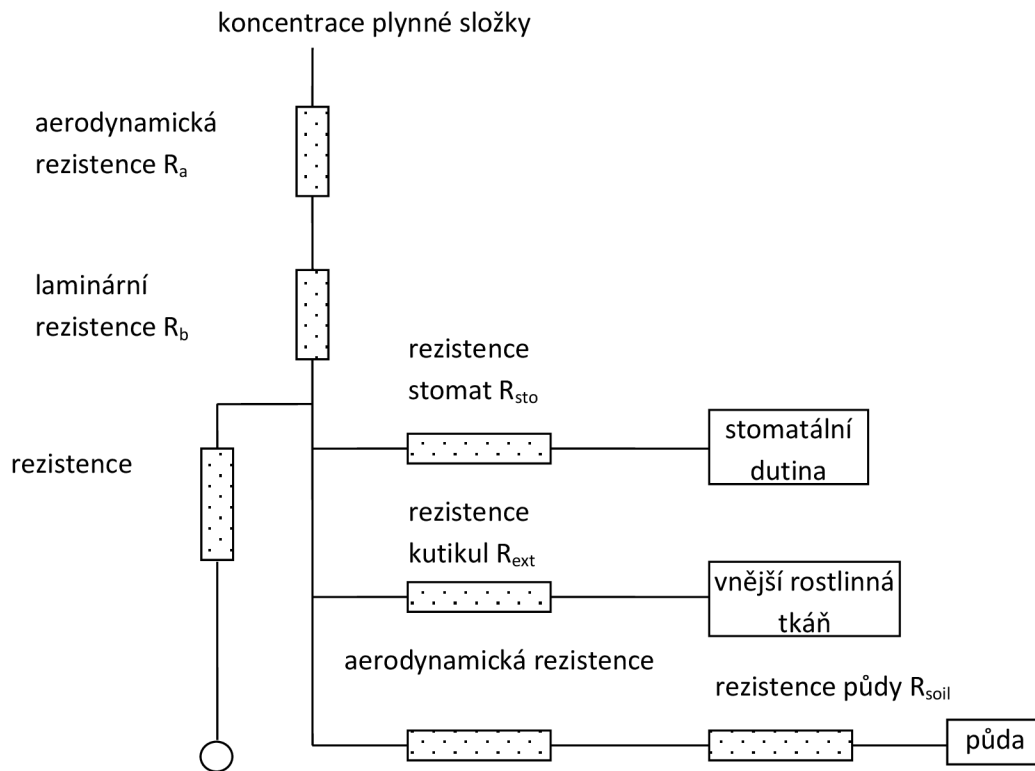 koncentrace plynné složky
aerodynamická
rezistence Ra
laminární
rezistence Rb
rezistence
stomat Rsto
stomatální
dutina
rezistence
rezistence
kutikul Rext
vnější rostlinná
tkáň
aerodynamická rezistence
rezistence půdy Rsoil
půda